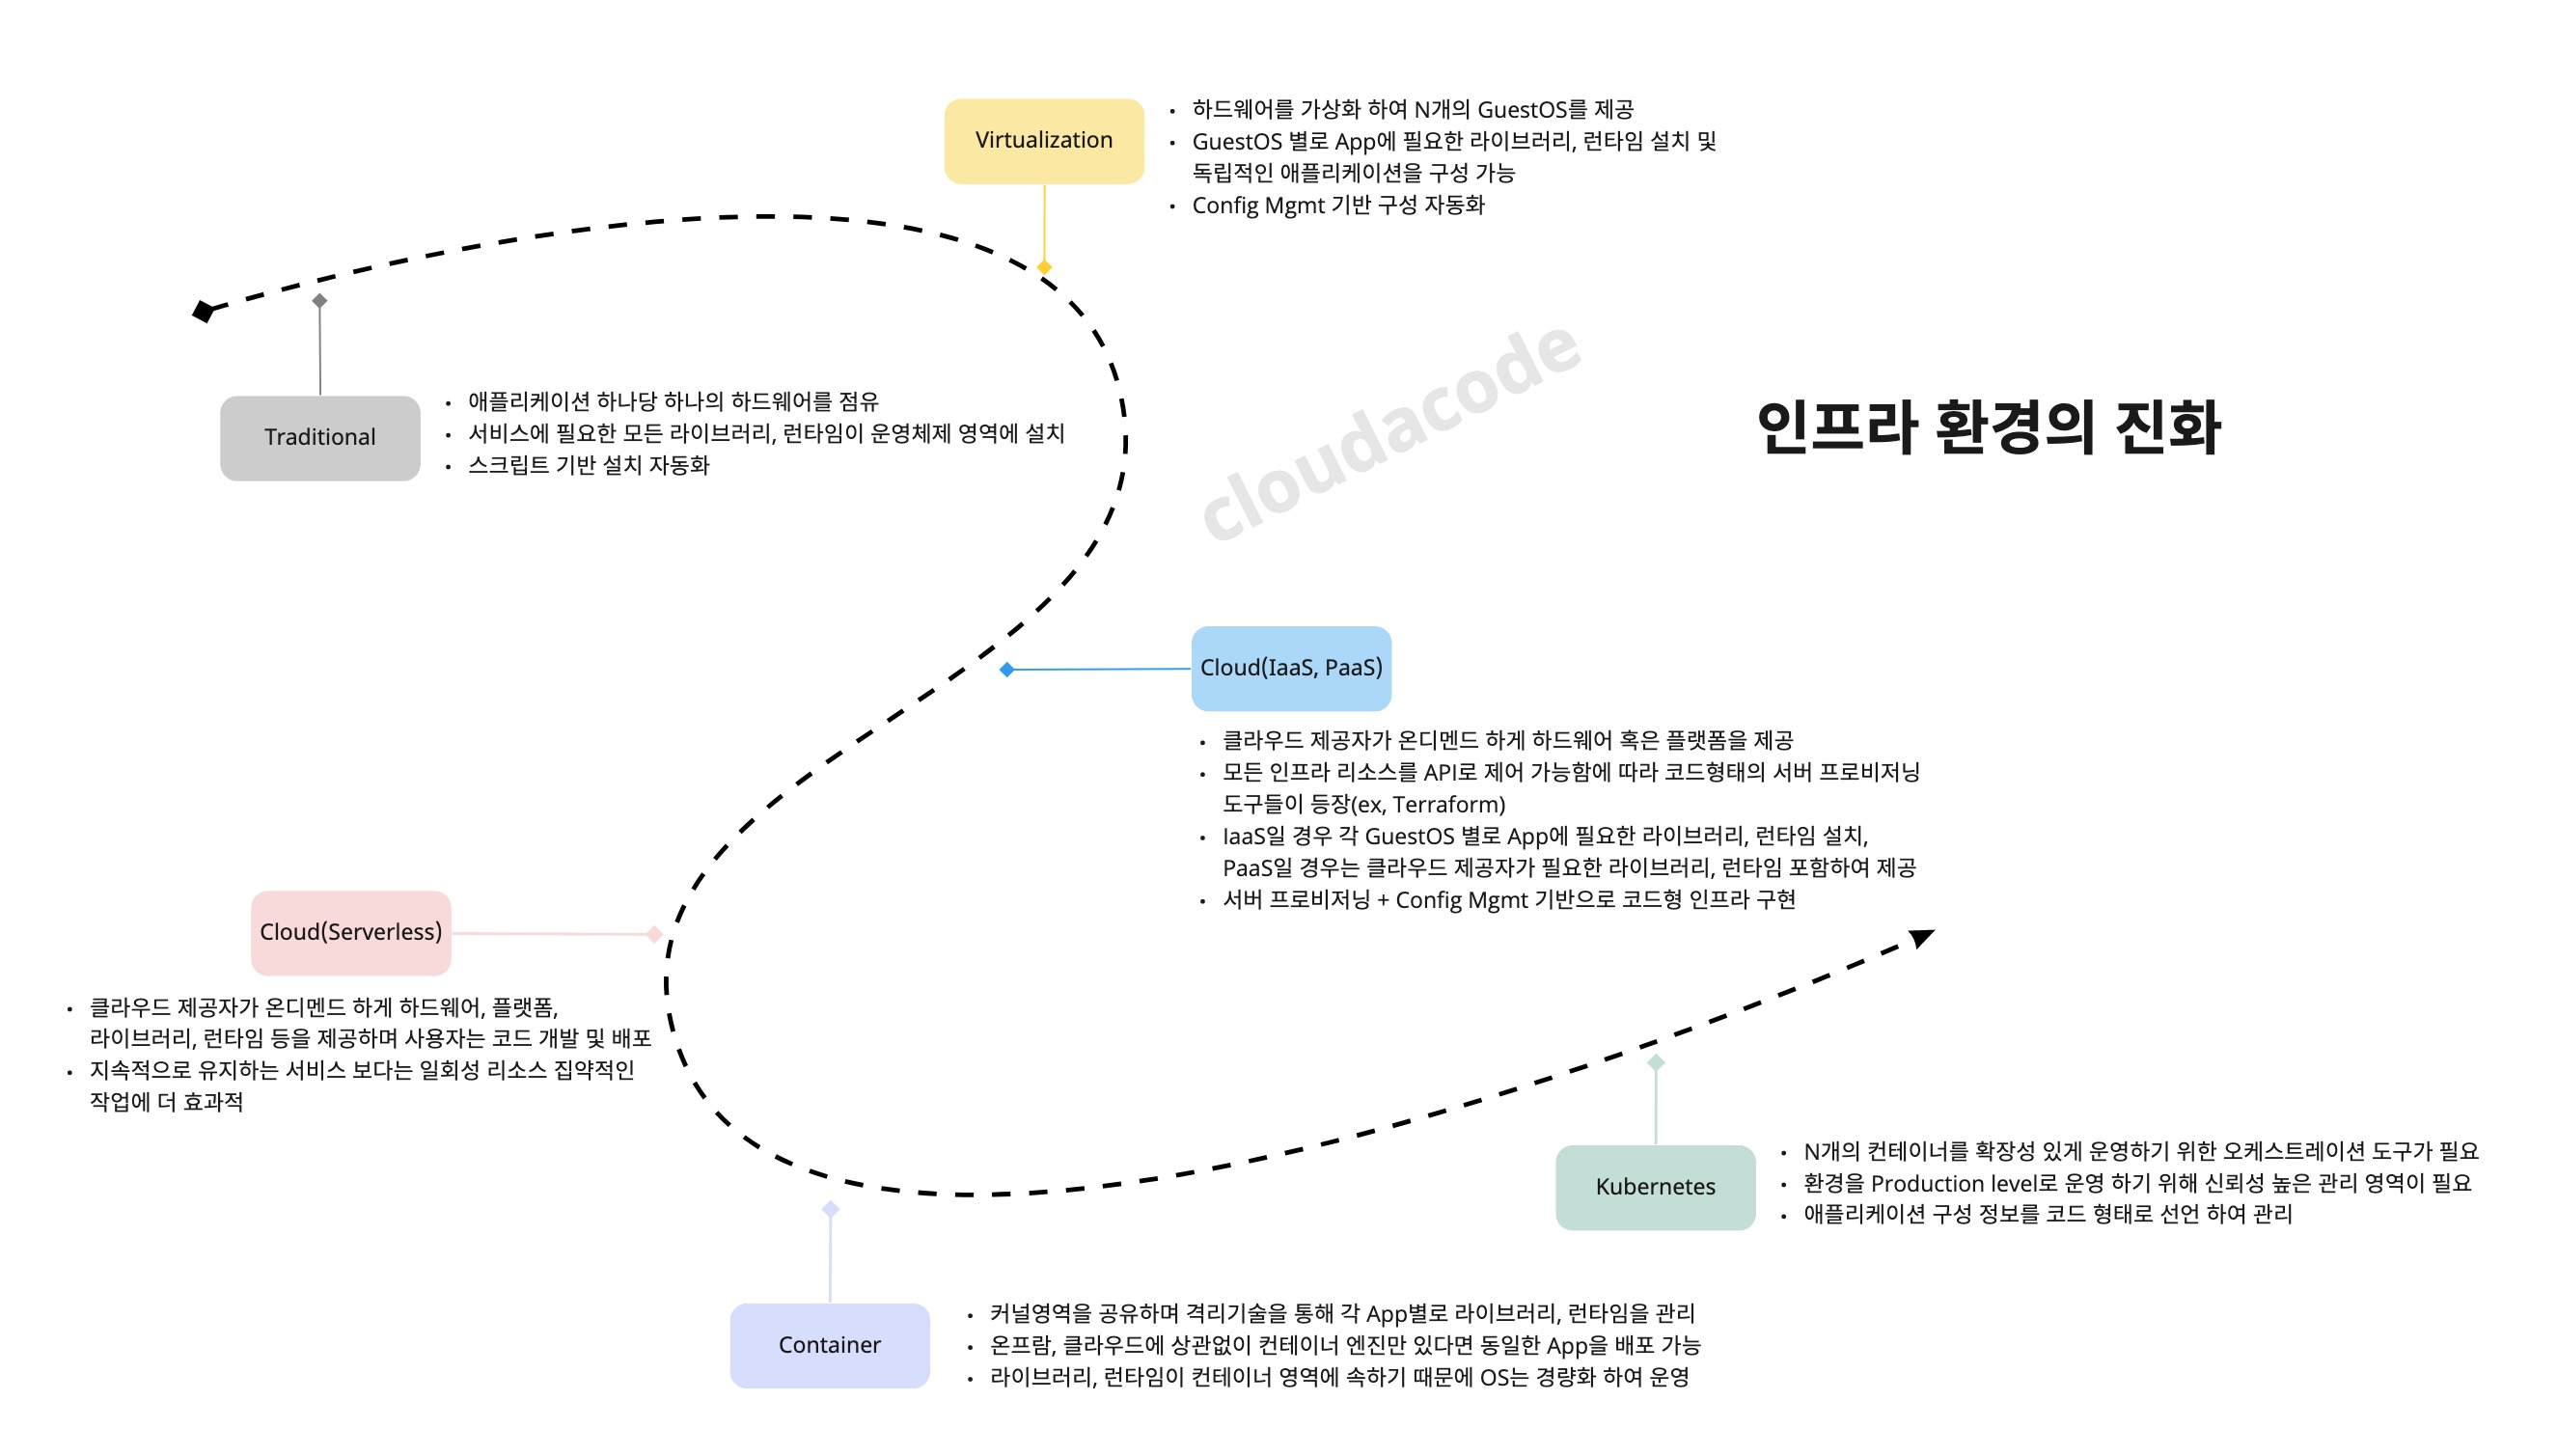 Virtualization
• 하드웨어를 가상화 하여 N개의 GuestOS를 제공
• GuestOS 별로 App에 필요한 라이브러리, 런타임 설치 및
독립적인 애플리케이션을 구성 가능
• Config Mgmt 기반 구성 자동화
Traditional
• 애플리케이션 하나당 하나의 하드웨어를 점유
• 서비스에 필요한 모든 라이브러리, 런타임이 운영체제 영역에 설치
• 스크립트 기반 설치 자동화
cloudacode
인프라 환경의 진화
Cloud(IaaS, PaaS)
• 클라우드 제공자가 온디멘드 하게 하드웨어 혹은 플랫폼을 제공
• 모든 인프라 리소스를 API로 제어 가능함에 따라 코드형태의 서버 프로비저닝
도구들이 등장(ex, Terraform)
• IaaS일 경우 각 GuestOS 별로 App에 필요한 라이브러리, 런타임 설치,
PaaS일 경우는 클라우드 제공자가 필요한 라이브러리, 런타임 포함하여 제공
• 서버 프로비저닝 + Config Mgmt 기반으로 코드형 인프라 구현
Cloud(Serverless)
• 클라우드 제공자가 온디멘드 하게 하드웨어, 플랫폼,
라이브러리, 런타임 등을 제공하며 사용자는 코드 개발 및 배포
• 지속적으로 유지하는 서비스 보다는 일회성 리소스 집약적인
작업에 더 효과적
Kubernetes
• N개의 컨테이너를 확장성 있게 운영하기 위한 오케스트레이션 도구가 필요
• 환경을 Production level로 운영 하기 위해 신뢰성 높은 관리 영역이 필요
• 애플리케이션 구성 정보를 코드 형태로 선언 하여 관리
Container
• 커널영역을 공유하며 격리기술을 통해 각 App별로 라이브러리, 런타임을 관리
• 온프람, 클라우드에 상관없이 컨테이너 엔진만 있다면 동일한 App을 배포 가능
• 라이브러리, 런타임이 컨테이너 영역에 속하기 때문에 OS는 경량화 하여 운영